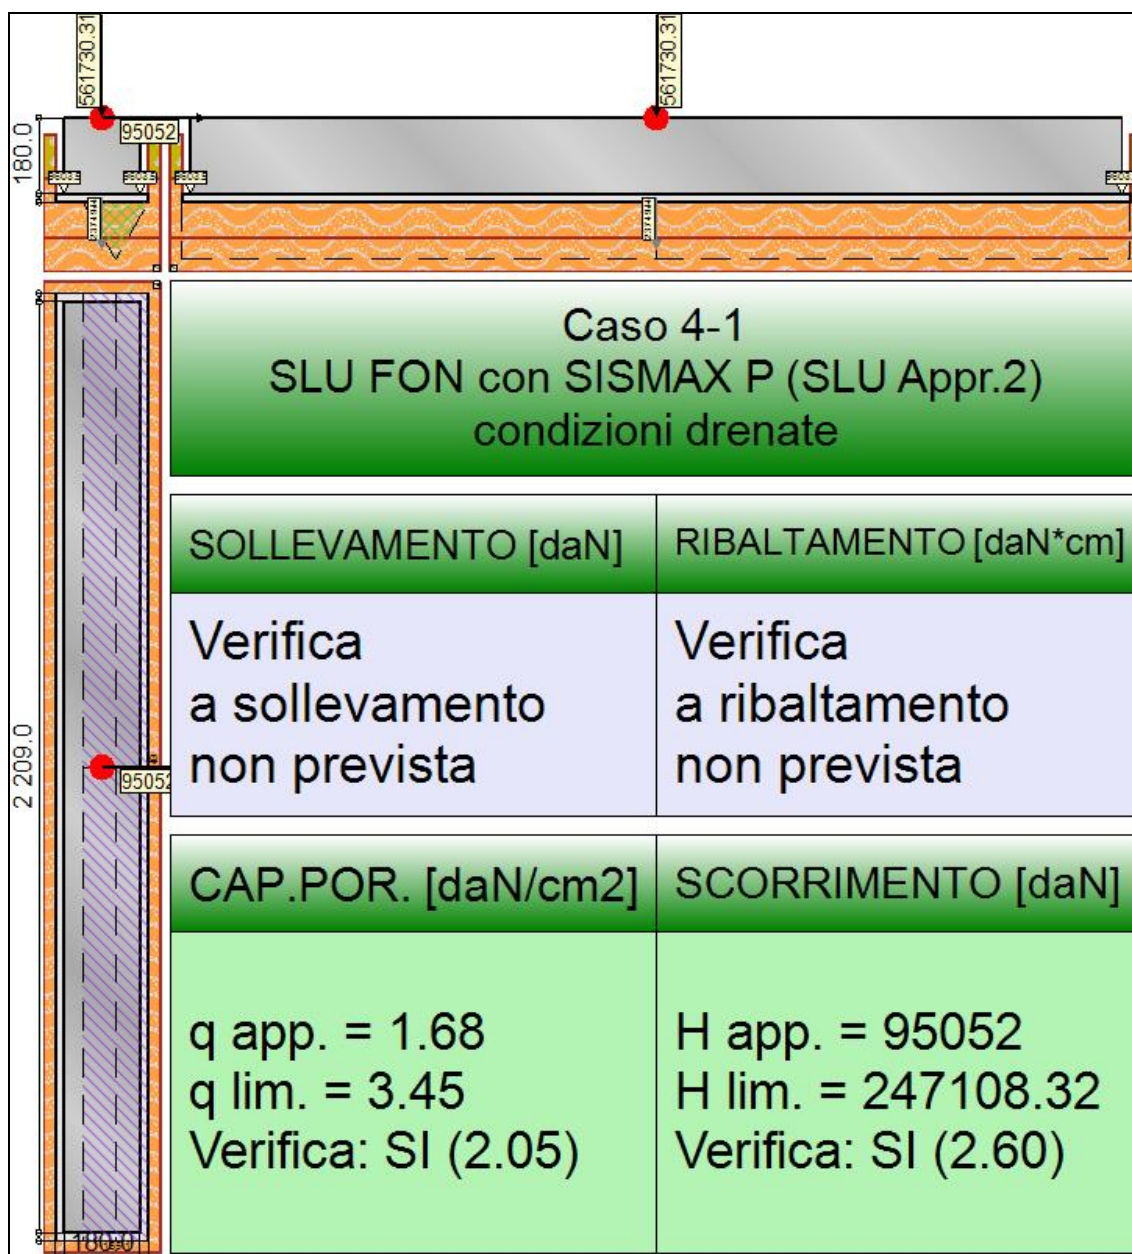 561730.31
561730.31
95052
180.0
Caso 4-1
SLU FON con SISMAX P (SLU Appr.2)
condizioni drenate
SOLLEVAMENTO [daN]
RIBALTAMENTO [daN*cm]
Verifica
a sollevamento
non prevista
Verifica
a ribaltamento
non prevista
2 209.0
95052
CAP.POR. [daN/cm2]
SCORRIMENTO [daN]
q app. = 1.68
q lim. = 3.45
Verifica: SI (2.05)
H app. = 95052
H lim. = 247108.32
Verifica: SI (2.60)
180.0